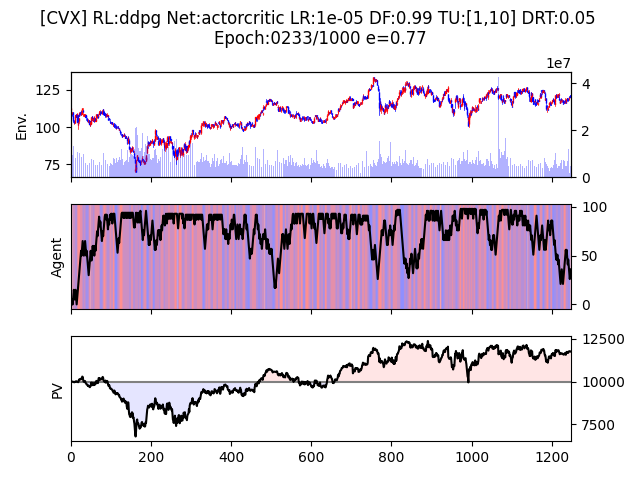 [CVX] RL:ddpg Net:actorcritic LR:1e-05 DF:0.99 TU:[1,10] DRT:0.05
Epoch:0233/1000 e=0.77
1e7
Env.
125
100
75
4
2
0
Agent
100
50
0
PV
12500
10000
7500
0 200 400 600 800 1000 1200